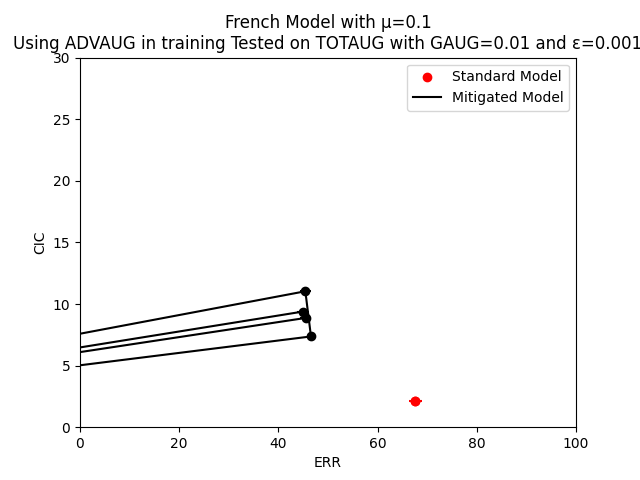 French Model with μ=0.1
Using ADVAUG in training Tested on TOTAUG with GAUG=0.01 and ε=0.001
30
25
20
15
10
5
0
CIC
Standard Model
Mitigated Model
0 20 40 60 80 100
ERR